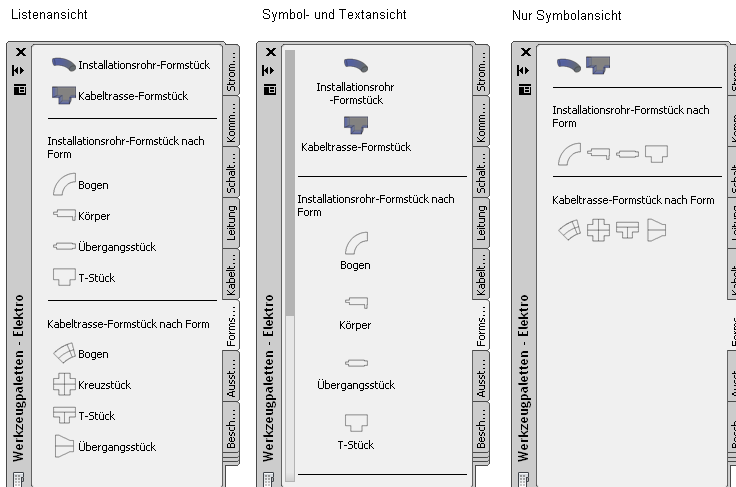 Listenansicht
Installationsrohr-Formstück
Kabeltrasse-Formstück
Installationsrohr-Formstück nach
Form
Bogen
Körper
Übergangsstück
T-Stück
Kabeltrasse-Formstück nach Form
Bogen
Kreuzstück
T-Stück
Übergangsstück
Werkzeugpaletten - Elektro
Strom...
Komm...
Schalt...
Leitung
Kabelt...
Forms...
Ausst...
Besch...
Symbol- und Textansicht
Installationsrohr
-Formstück
Kabeltrasse-Formstück
Installationsrohr-Formstück nach
Form
Bogen
Körper
Übergangsstück
T-Stück
Werkzeugpaletten - Elektro
Strom...
Komm...
Schalt...
Leitung
Kabelt...
Forms...
Ausst...
Besch...
Nur Symbolansicht
Installationsrohr-Formstück nach
Form
Kabeltrasse-Formstück nach Form
Werkzeugpaletten - Elektro